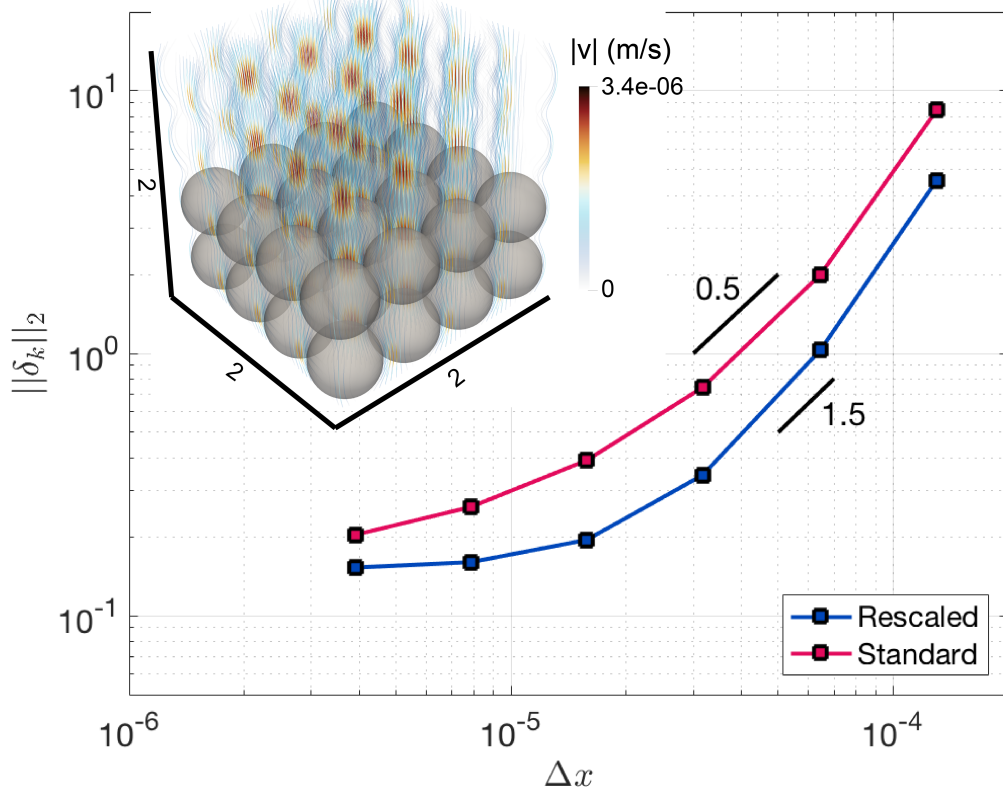 |v| (m/s)
3.4e-06
0
2
2
2
10^1
10^0
10^-1
||δ_k||_2
0.5
1.5
Rescaled
Standard
10^-6
10^-5
10^-4
Δx